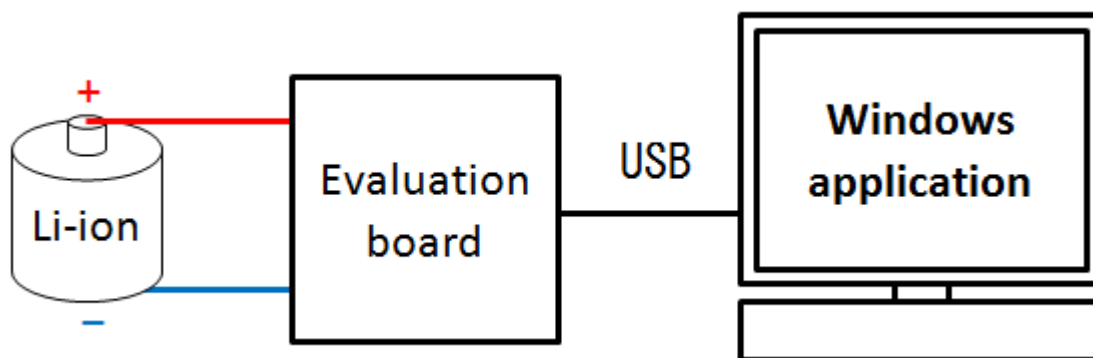 +
Li-ion
−
Evaluation
board
USB
Windows
application